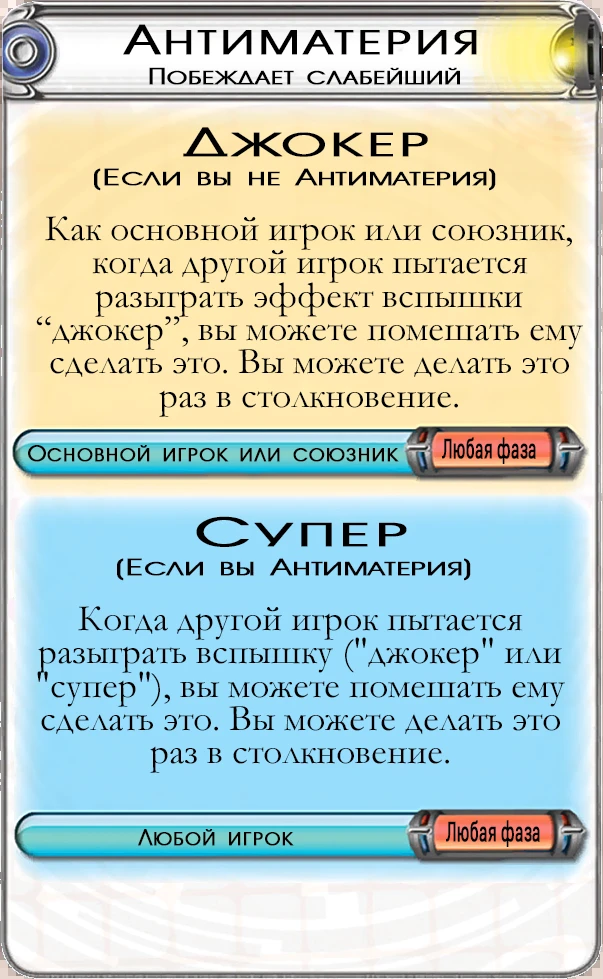 Антиматерия
Побеждает слабейший
Джокер
(Если вы не Антиматерия)
Как основной игрок или союзник,
когда другой игрок пытается
разыграть эффект вспышки
“джокер”, вы можете помешать ему
сделать это. Вы можете делать это
раз в столкновение.
Основной игрок или союзник
Любая фаза
Супер
(Если вы Антиматерия)
Когда другой игрок пытается
разыграть вспышку ("джокер" или
"супер"), вы можете помешать ему
сделать это. Вы можете делать это
раз в столкновение.
Любой игрок
Любая фаза